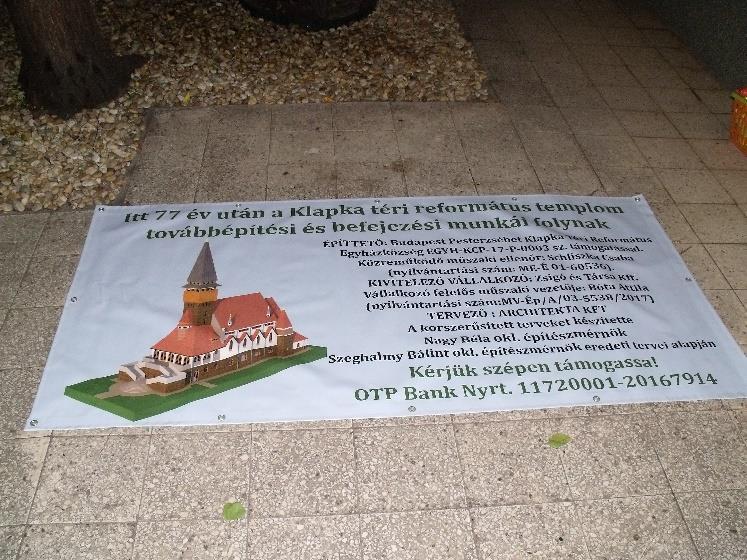 Itt 77 év után a Klapka téri református templom
továbbépítési és befejezési munkái folynak
ÉPÍTTETŐ: Budapest Pesterzsébet Klapka Téri Református
Egyházközség EGYH-KCP-17-P-0003 sz. támogatással.
Közreműködő műszaki ellenőr: Schliszka Csaba
(nyilvántartási szám: ME-É 01-60536).
KIVITELEZŐ VÁLLALKOZÓ: Zsigó és Társa Kft.
Vállalkozó felelős műszaki vezetője: Bóta Attila
(nyilvántartási szám:MV-Ép/A/03-5538/2017)
TERVEZŐ : ARCHITEKTA KFT
A korszerűsített terveket készítette
Nagy Béla okl. építészmérnök
Szeghalmy Bálint okl. építészmérnök eredeti tervei alapján
Kérjük szépen támogassa!
OTP Bank Nyrt. 11720001-20167914